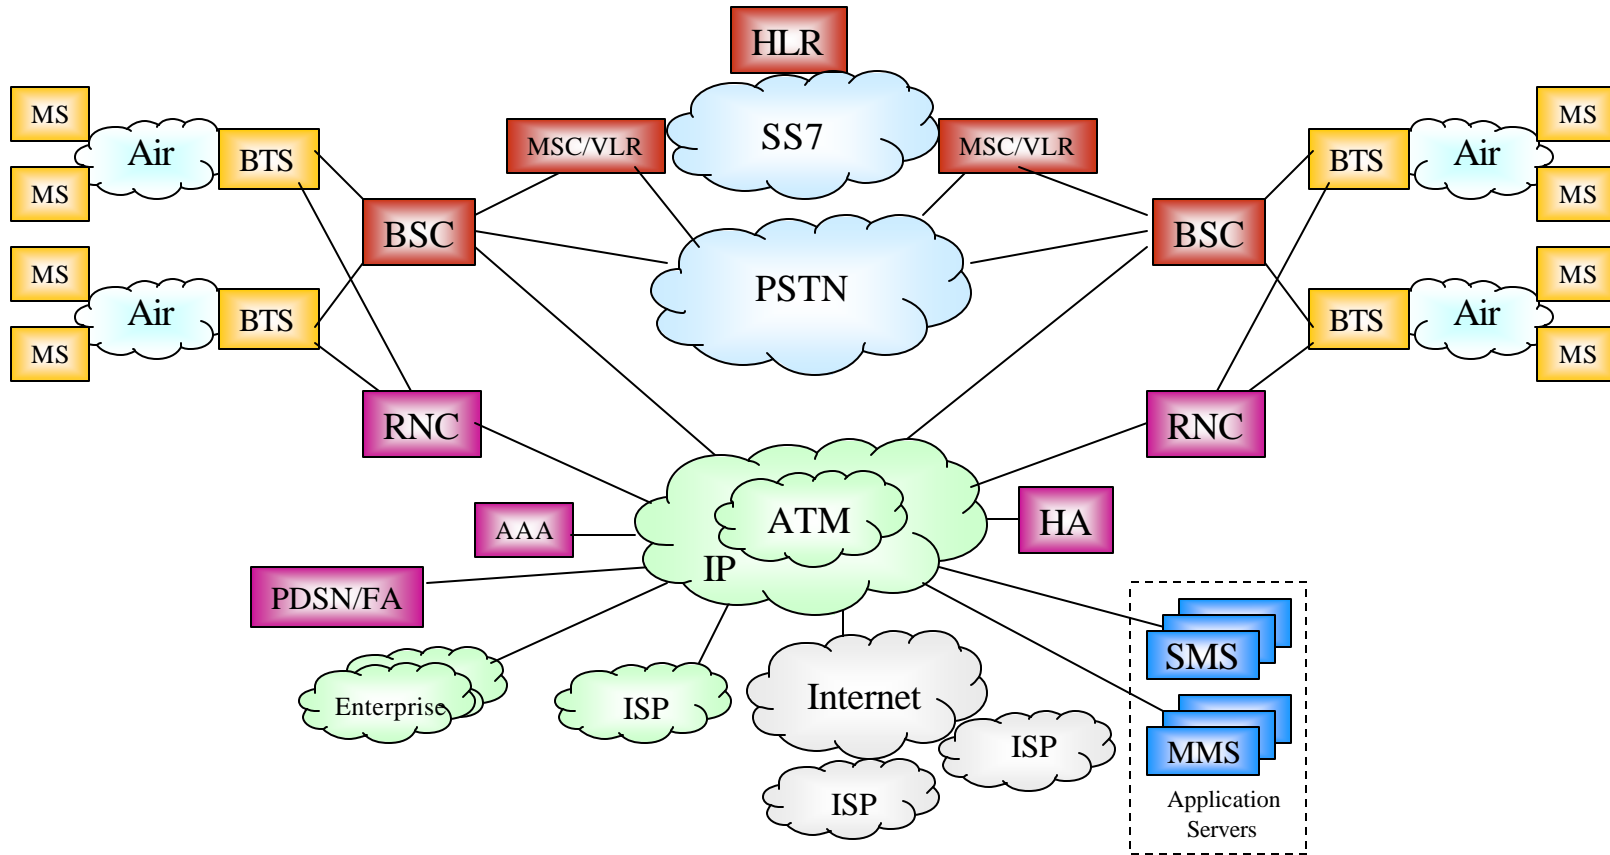 HLR
MS
MS
Air
BTS
MSC/VLR
SS7
MSC/VLR
BTS
Air
MS
MS
BSC
BSC
MS
MS
Air
BTS
PSTN
BTS
Air
MS
MS
RNC
RNC
AAA
ATM
HA
IP
PDSN/FA
Enterprise
ISP
Internet
ISP
ISP
SMS
MMS
Application
Servers